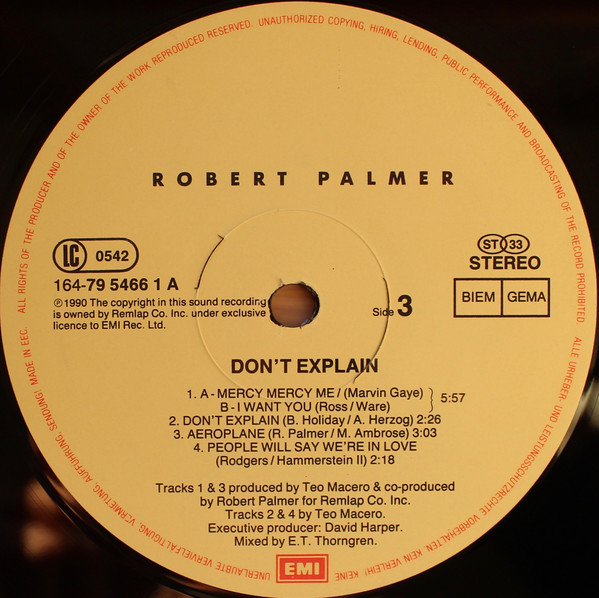 ALL RIGHTS OF THE PRODUCER AND OF THE OWNER OF THE WORK REPRODUCED RESERVED. UNAUTHORIZED COPYING, HIRING, LENDING, PUBLIC PERFORMANCE AND BROADCASTING OF THE RECORD PROHIBITED.
ROBERT PALMER
LC 0542
164-79 5466 1 A
℗ 1990 The copyright in this sound recording
is owned by Remlap Co. Inc. under exclusive
licence to EMI Rec. Ltd.
ST 33
STEREO
BIEM GEMA
Side 3
DON'T EXPLAIN
1. A - MERCY MERCY ME / (Marvin Gaye)
B - I WANT YOU (Ross / Ware) 5:57
2. DON'T EXPLAIN (B. Holiday / A. Herzog) 2:26
3. AEROPLANE (R. Palmer / M. Ambrose) 3:03
4. PEOPLE WILL SAY WE'RE IN LOVE
(Rodgers / Hammerstein II) 2:18
Tracks 1 & 3 produced by Teo Macero & co-produced
by Robert Palmer for Remlap Co. Inc.
Tracks 2 & 4 by Teo Macero.
Executive producer: David Harper.
Mixed by E.T. Thorngren.
EMI
ALLE URHEBER- UND LEISTUNGSSCHUTZRECHTE VORBEHALTEN. KEIN VERLEIH! KEINE
UNERLAUBTE VERVIELFÄLTIGUNG, VERMIETUNG, AUFFÜHRUNG, SENDUNG! MADE IN EEC.